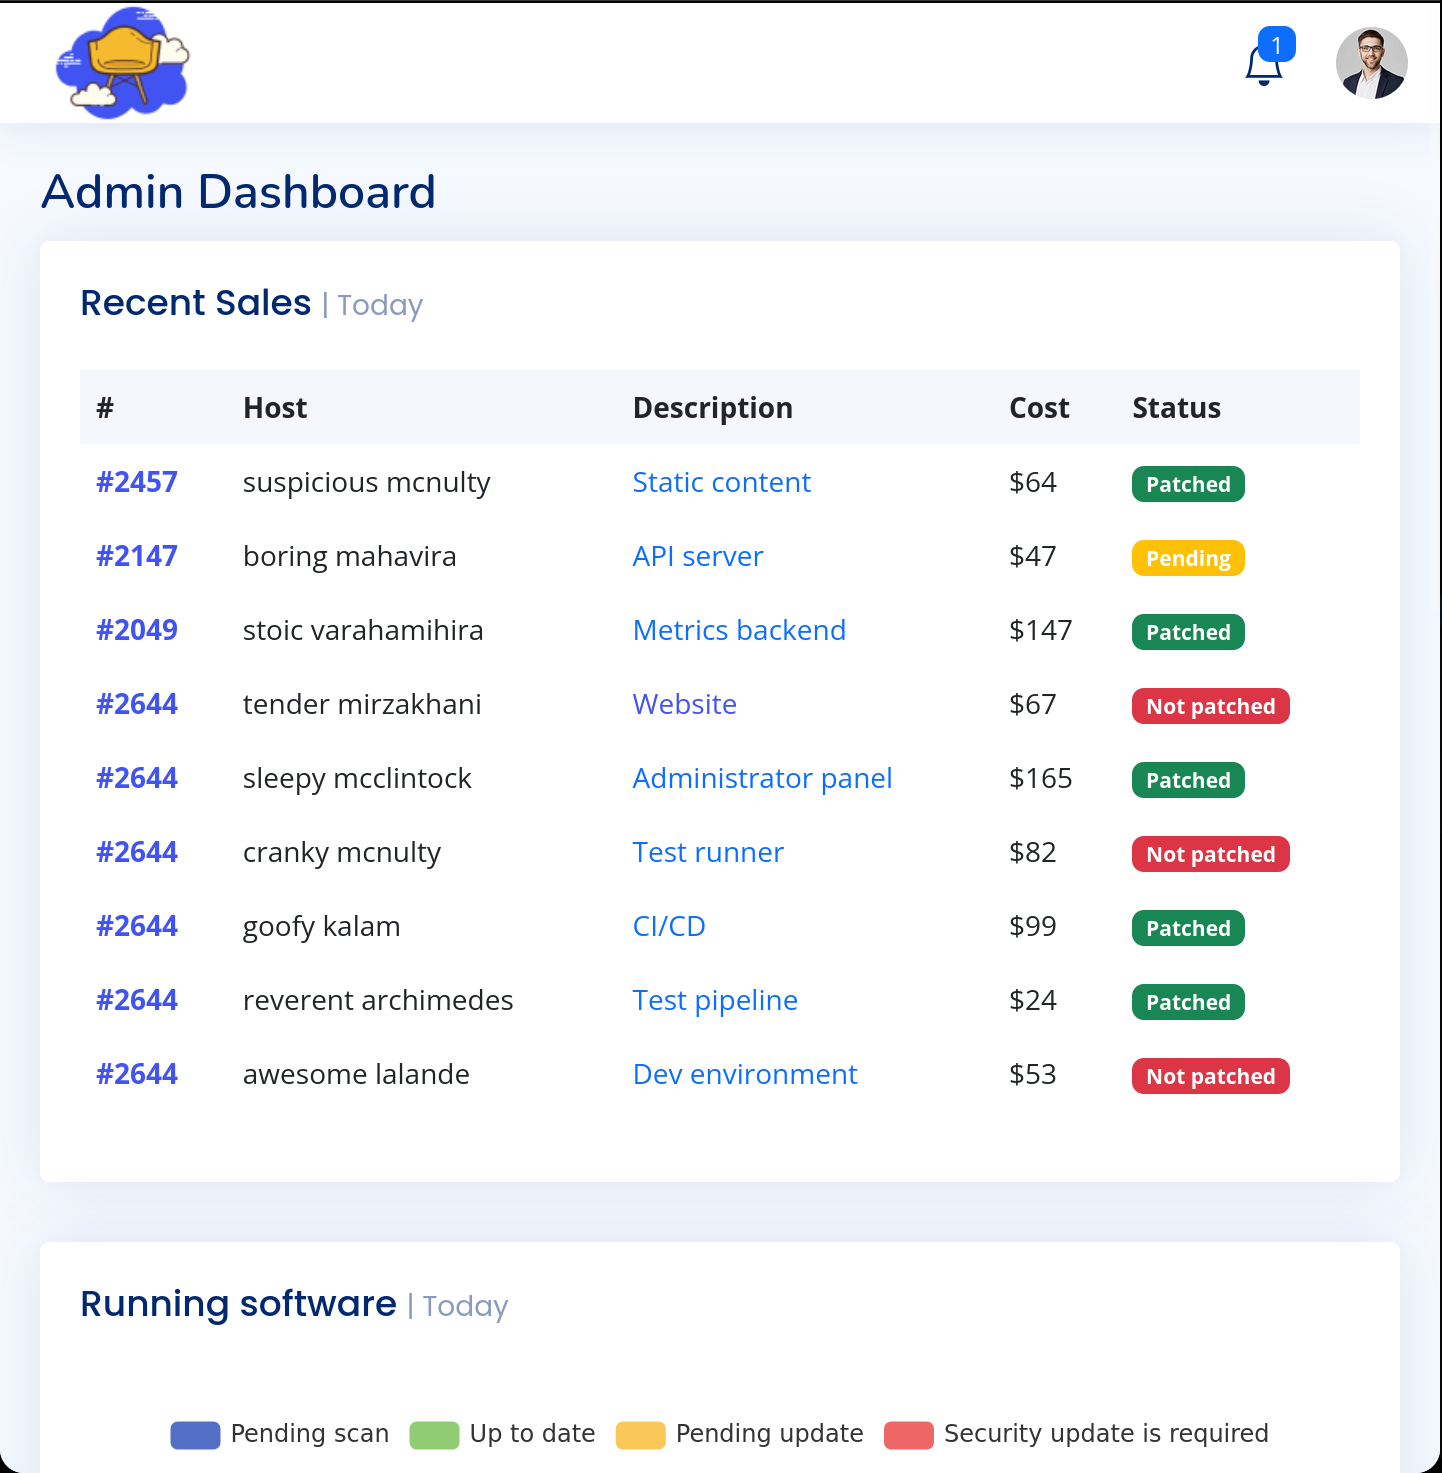 1
Admin Dashboard
Recent Sales | Today
# Host Description Cost Status
#2457 suspicious mcnulty Static content $64 Patched
#2147 boring mahavira API server $47 Pending
#2049 stoic varahamihira Metrics backend $147 Patched
#2644 tender mirzakhani Website $67 Not patched
#2644 sleepy mcclintock Administrator panel $165 Patched
#2644 cranky mcnulty Test runner $82 Not patched
#2644 goofy kalam CI/CD $99 Patched
#2644 reverent archimedes Test pipeline $24 Patched
#2644 awesome lalande Dev environment $53 Not patched
Running software | Today
Pending scan Up to date Pending update Security update is required